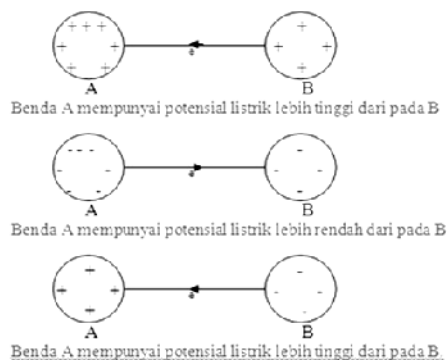 + + +
+ +
+ +
e
+
+ +
+
A B
Benda A mempunyai potensial listrik lebih tinggi dari pada B
- - -
- -
- -
e
-
- -
-
A B
Benda A mempunyai potensial listrik lebih rendah dari pada B
+
+ +
+
e
-
- -
-
A B
Benda A mempunyai potensial listrik lebih tinggi dari pada B